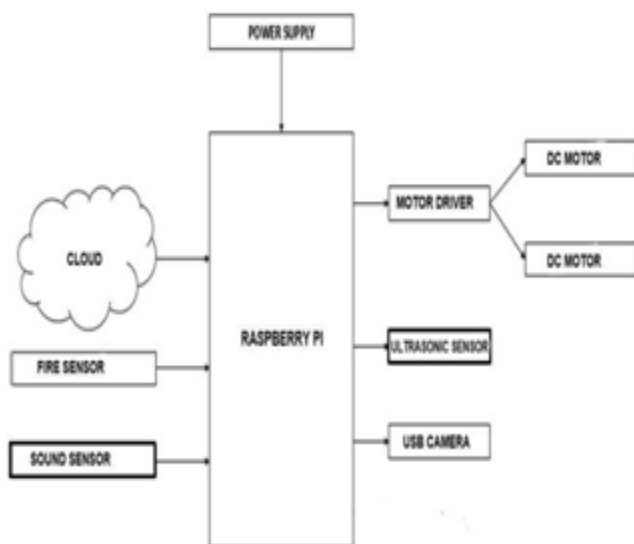 POWER SUPPLY
DC MOTOR
MOTOR DRIVER
CLOUD
DC MOTOR
RASPBERRY PI
ULTRASONIC SENSOR
FIRE SENSOR
USB CAMERA
SOUND SENSOR